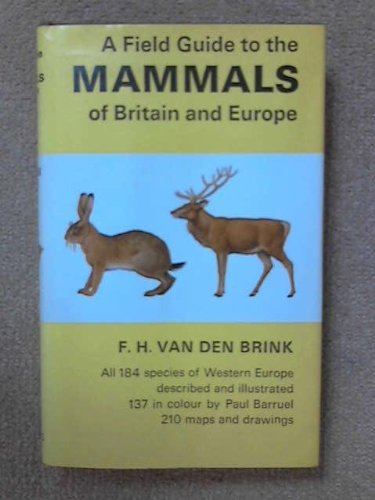 A Field Guide to the
MAMMALS
of Britain and Europe
F. H. VAN DEN BRINK
All 184 species of Western Europe
described and illustrated
137 in colour by Paul Barruel
210 maps and drawings